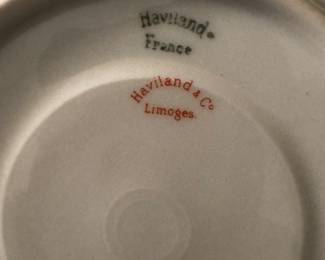 Haviland.
France
Haviland & Co
Limoges.